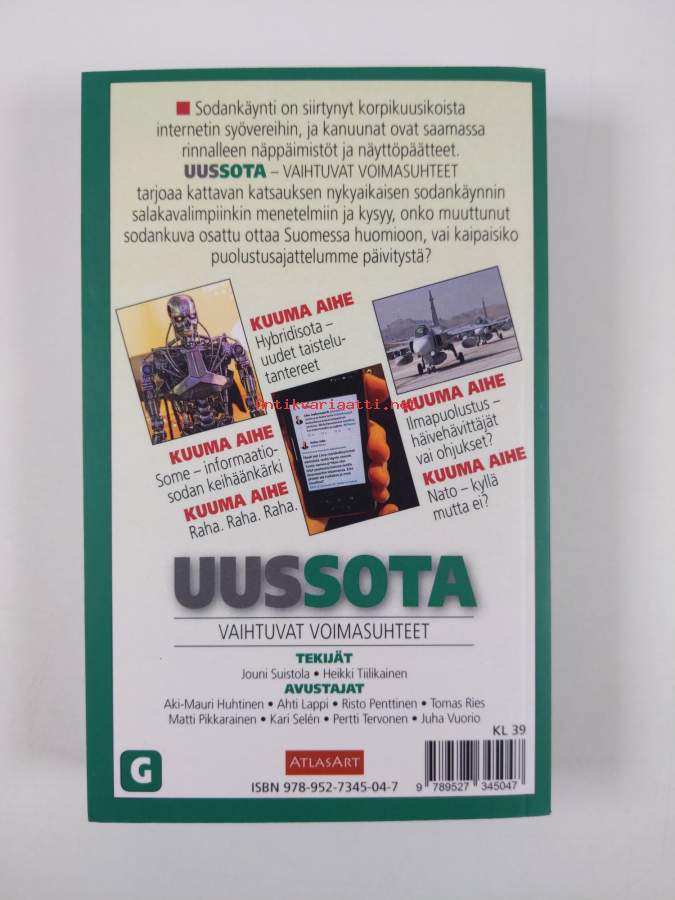 Sodankäynti on siirtynyt korpikuusikoista
internetin syövereihin, ja kanuunat ovat saamassa
rinnalleen näppäimistöt ja näyttöpäätteet.
UUSSOTA – VAIHTUVAT VOIMASUHTEET
tarjoaa kattavan katsauksen nykyaikaisen sodankäynnin
salakavalimpiinkin menetelmiin ja kysyy, onko muuttunut
sodankuva osattu ottaa Suomessa huomioon, vai kaipaisiko
puolustusajattelumme päivitystä?
KUUMA AIHE
Hybridisota –
uudet taistelu-
tantereet
Antikvariaatti.net
KUUMA AIHE
Ilmapuolustus –
häivehävittäjät
vai ohjukset?
KUUMA AIHE
Some – informaatio-
sodan keihäänkärki
KUUMA AIHE
Raha. Raha. Raha.
KUUMA AIHE
Nato – kyllä
mutta ei?
UUSSOTA
VAIHTUVAT VOIMASUHTEET
TEKIJÄT
Jouni Suistola • Heikki Tiilikainen
AVUSTAJAT
Aki-Mauri Huhtinen • Ahti Lappi • Risto Penttinen • Tomas Ries
Matti Pikkarainen • Kari Selén • Pertti Tervonen • Juha Vuorio
KL 39
G
ATLASART
ISBN 978-952-7345-04-7
9 789527 345047